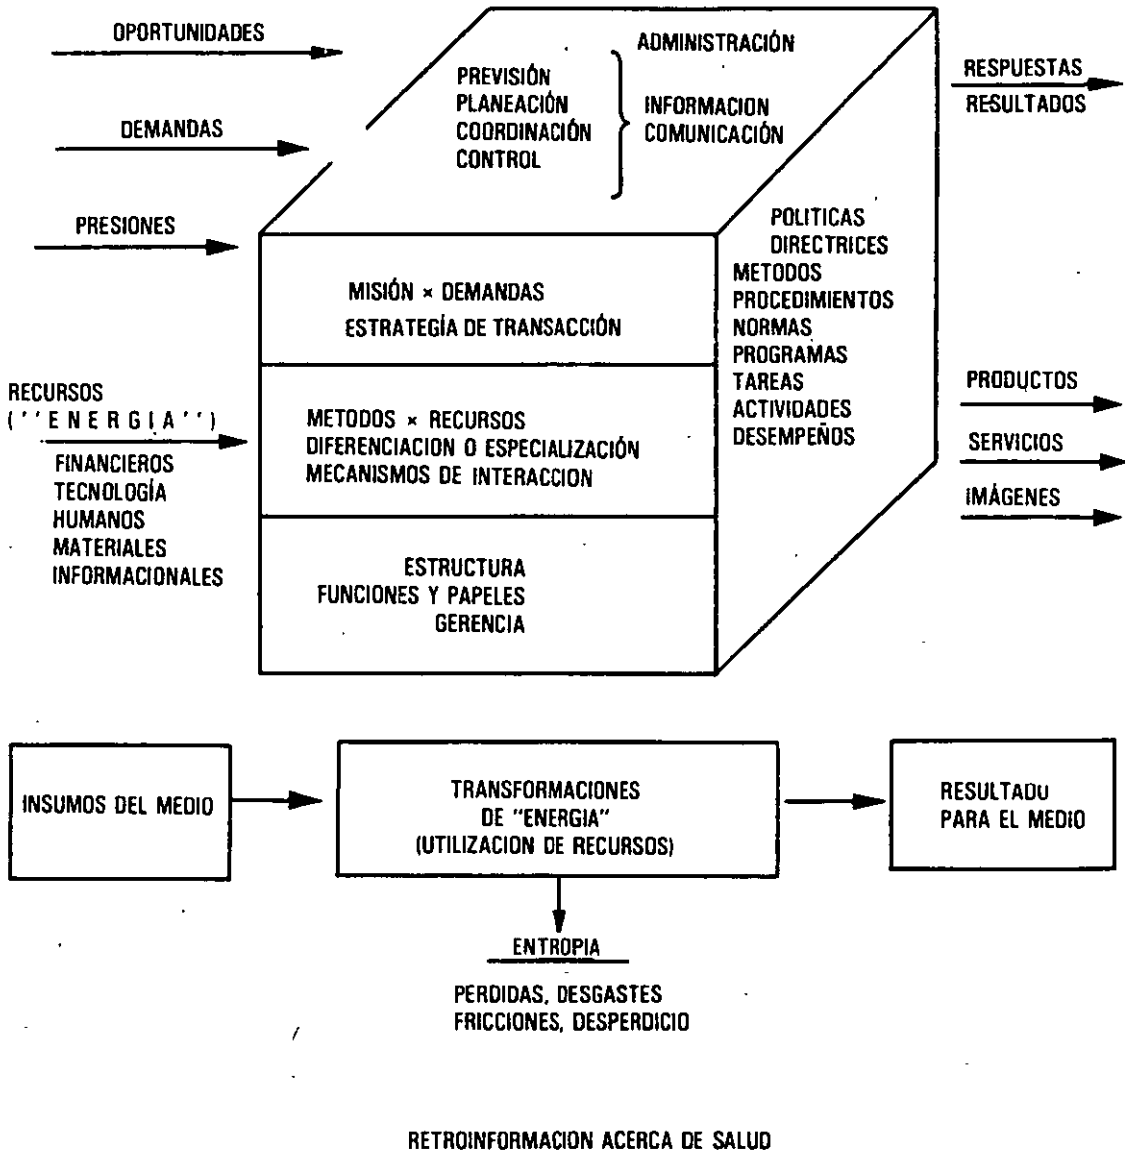 OPORTUNIDADES
DEMANDAS
PRESIONES
RECURSOS
(''ENERGIA'')
FINANCIEROS
TECNOLOGÍA
HUMANOS
MATERIALES
INFORMACIONALES
ADMINISTRACIÓN
PREVISIÓN
PLANEACIÓN
COORDINACIÓN
CONTROL
INFORMACION
COMUNICACIÓN
MISIÓN × DEMANDAS
ESTRATEGÍA DE TRANSACCIÓN
METODOS × RECURSOS
DIFERENCIACION O ESPECIALIZACIÓN
MECANISMOS DE INTERACCION
ESTRUCTURA
FUNCIONES Y PAPELES
GERENCIA
POLITICAS
DIRECTRICES
METODOS
PROCEDIMIENTOS
NORMAS
PROGRAMAS
TAREAS
ACTIVIDADES
DESEMPEÑOS
RESPUESTAS
RESULTADOS
PRODUCTOS
SERVICIOS
IMÁGENES
INSUMOS DEL MEDIO
TRANSFORMACIONES
DE "ENERGIA"
(UTILIZACION DE RECURSOS)
RESULTADU
PARA EL MEDIO
ENTROPIA
PERDIDAS, DESGASTES
FRICCIONES, DESPERDICIO
RETROINFORMACION ACERCA DE SALUD